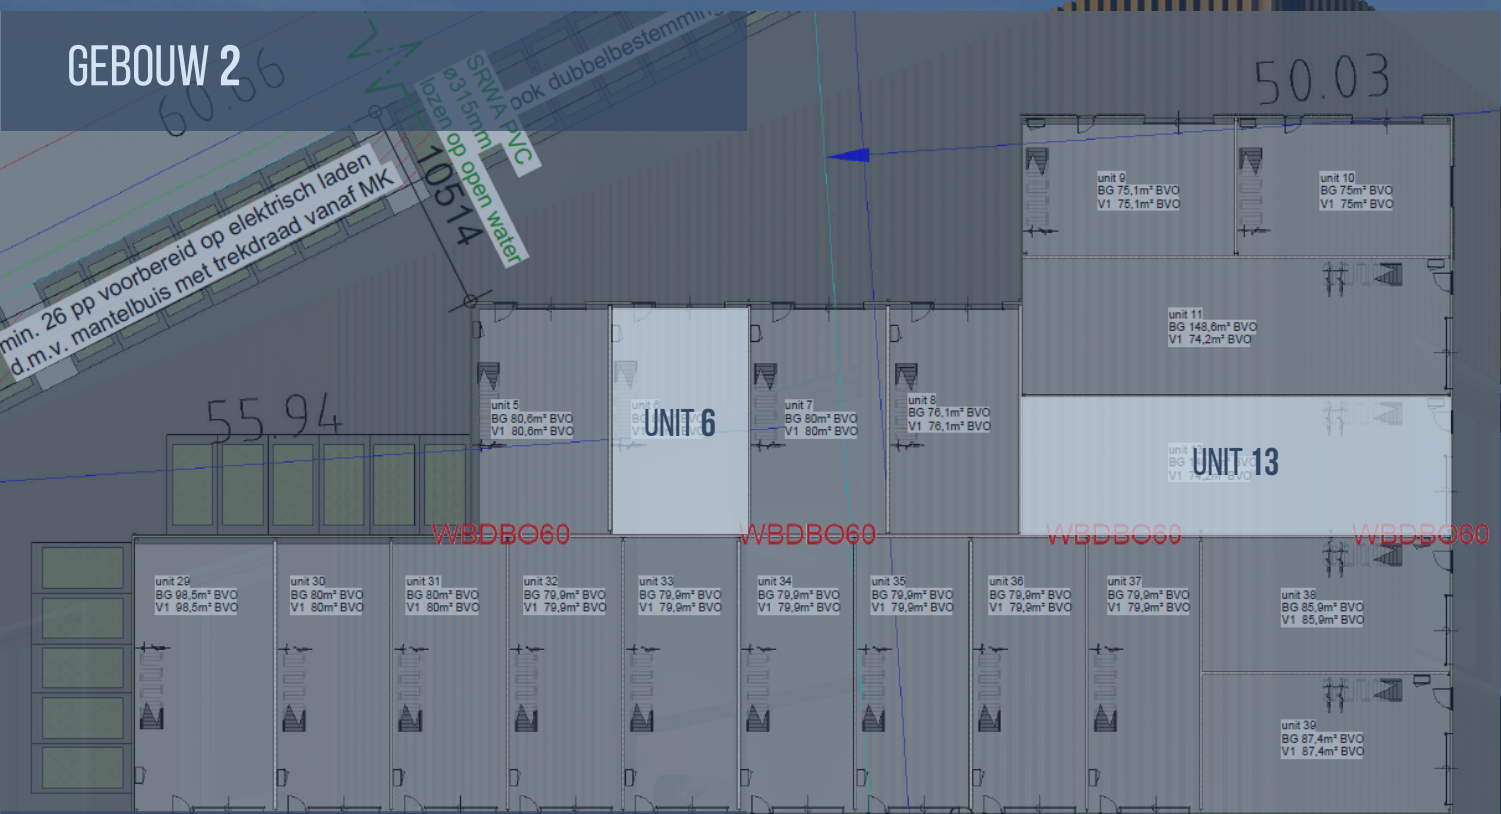 GEBOUW 2
60.06
SRWA PVC
ø315mm
lozen op open water
ook dubbelbestemming
10514
min. 26 pp voorbereid op elektrisch laden
d.m.v. mantelbuis met trekdraad vanaf MK
50.03
unit 9
BG 75,1m² BVO
V1 75,1m² BVO
unit 10
BG 75m² BVO
V1 75m² BVO
unit 11
BG 148,6m² BVO
V1 74,2m² BVO
55.94
unit 5
BG 80,6m² BVO
V1 80,6m² BVO
UNIT 6
unit 7
BG 80m² BVO
V1 80m² BVO
unit 8
BG 76,1m² BVO
V1 76,1m² BVO
UNIT 13
WBDBO60
WBDBO60
WBDBO60
WBDBO60
unit 29
BG 98,5m² BVO
V1 98,5m² BVO
unit 30
BG 80m² BVO
V1 80m² BVO
unit 31
BG 80m² BVO
V1 80m² BVO
unit 32
BG 79,9m² BVO
V1 79,9m² BVO
unit 33
BG 79,9m² BVO
V1 79,9m² BVO
unit 34
BG 79,9m² BVO
V1 79,9m² BVO
unit 35
BG 79,9m² BVO
V1 79,9m² BVO
unit 36
BG 79,9m² BVO
V1 79,9m² BVO
unit 37
BG 79,9m² BVO
V1 79,9m² BVO
unit 38
BG 85,9m² BVO
V1 85,9m² BVO
unit 39
BG 87,4m² BVO
V1 87,4m² BVO